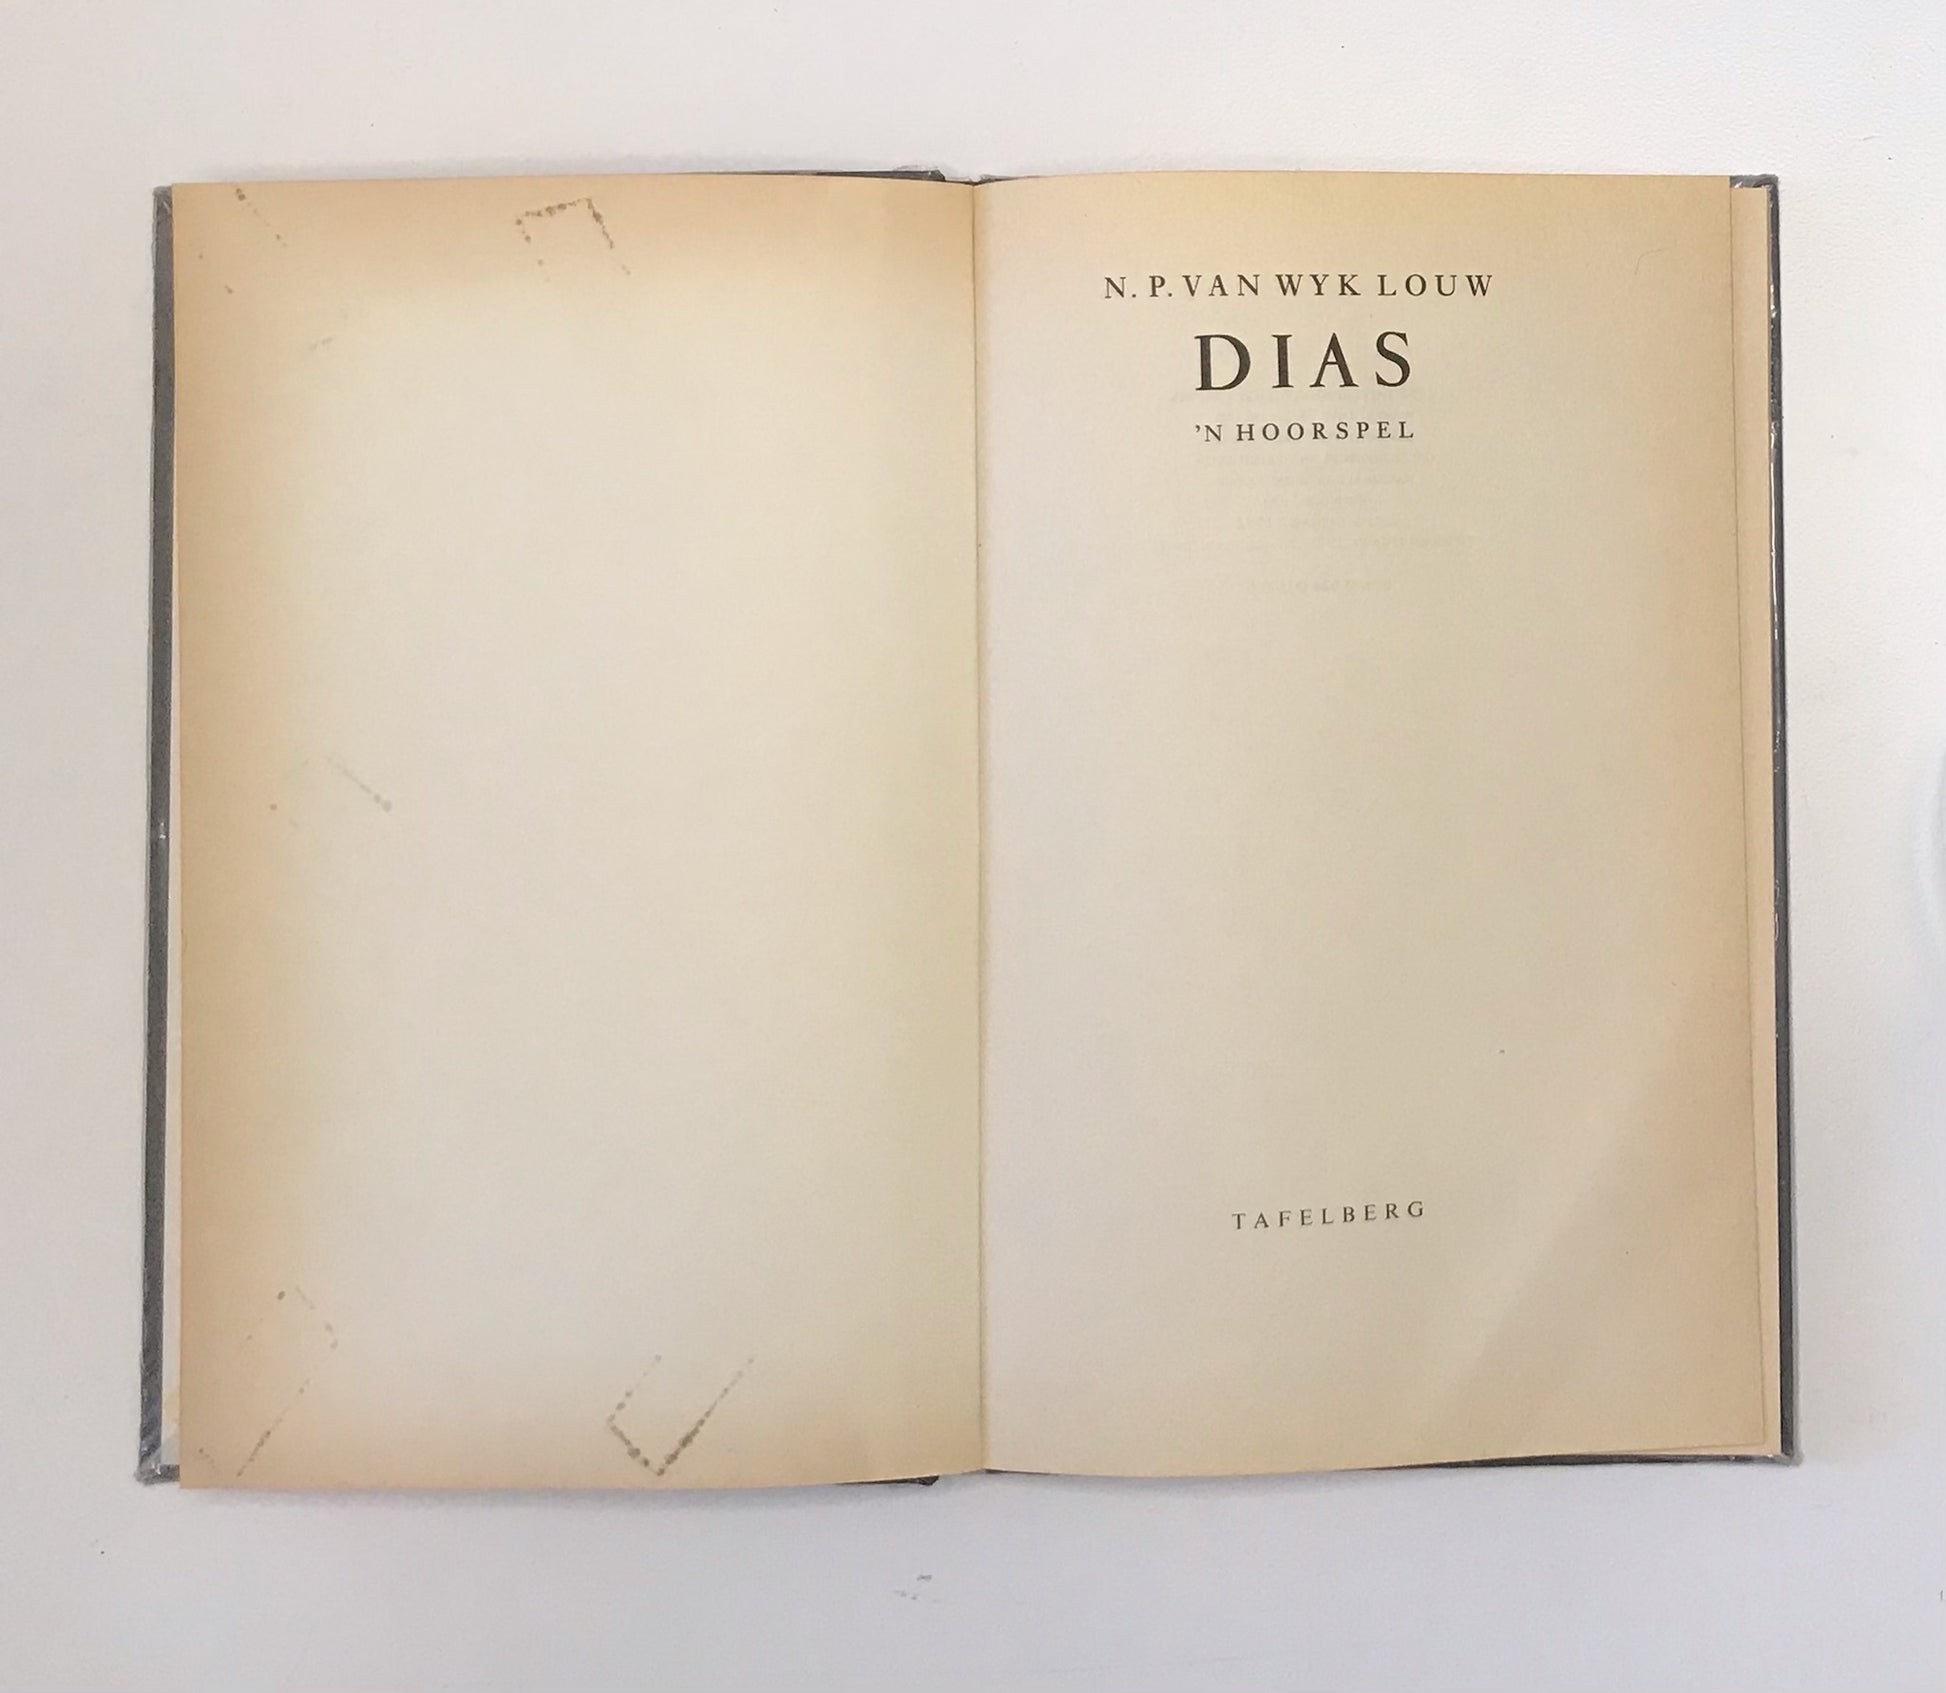 N. P. VAN WYK LOUW
DIAS
’N HOORSPEL
TAFELBERG